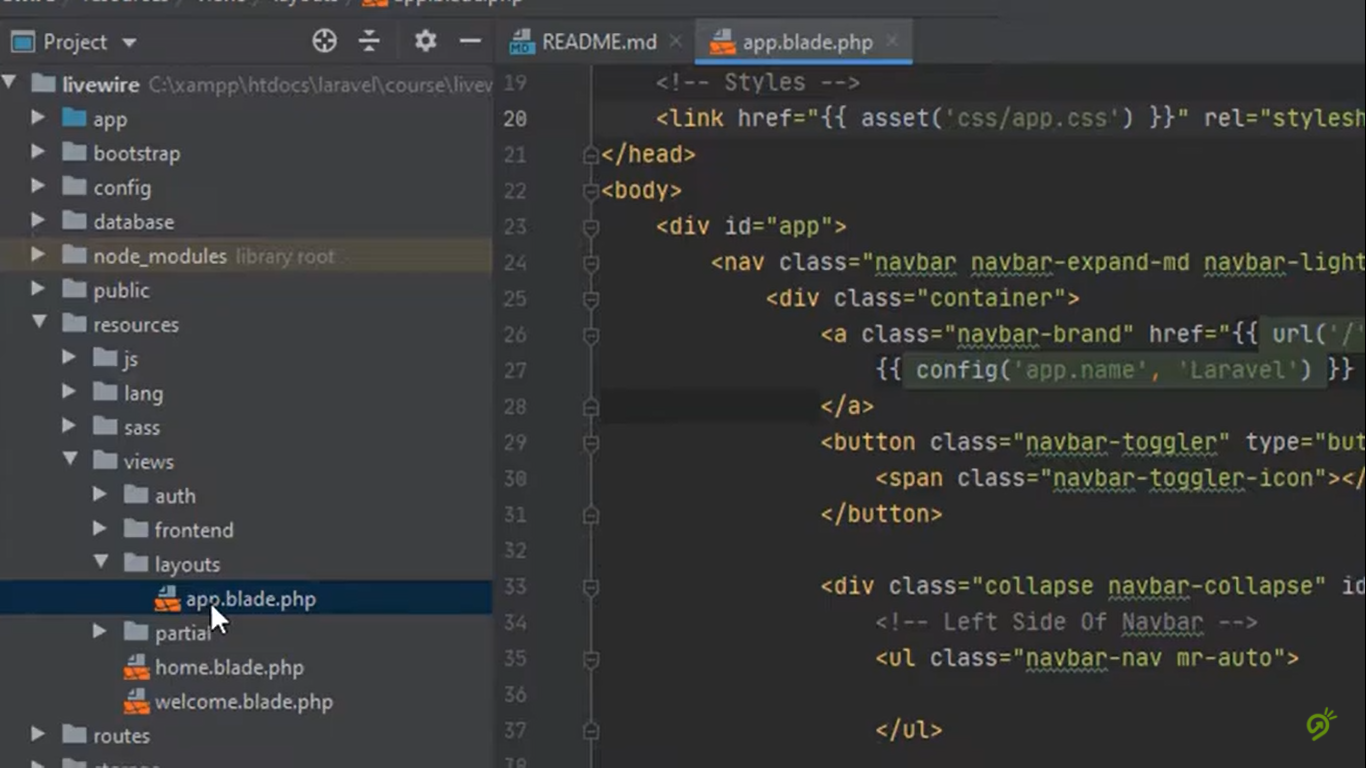 Project
README.md
app.blade.php
livewire C:\xampp\htdocs\laravel\course\livew
app
bootstrap
config
database
node_modules library root
public
resources
js
lang
sass
views
auth
frontend
layouts
app.blade.php
partial
home.blade.php
welcome.blade.php
routes
19 <!-- Styles -->
20 <link href="{{ asset('css/app.css') }}" rel="stylesh
21 </head>
22 <body>
23 <div id="app">
24 <nav class="navbar navbar-expand-md navbar-light
25 <div class="container">
26 <a class="navbar-brand" href="{{ url('/'
27 {{ config('app.name', 'Laravel') }}
28 </a>
29 <button class="navbar-toggler" type="but
30 <span class="navbar-toggler-icon"></
31 </button>
32
33 <div class="collapse navbar-collapse" id
34 <!-- Left Side Of Navbar -->
35 <ul class="navbar-nav mr-auto">
36
37 </ul>